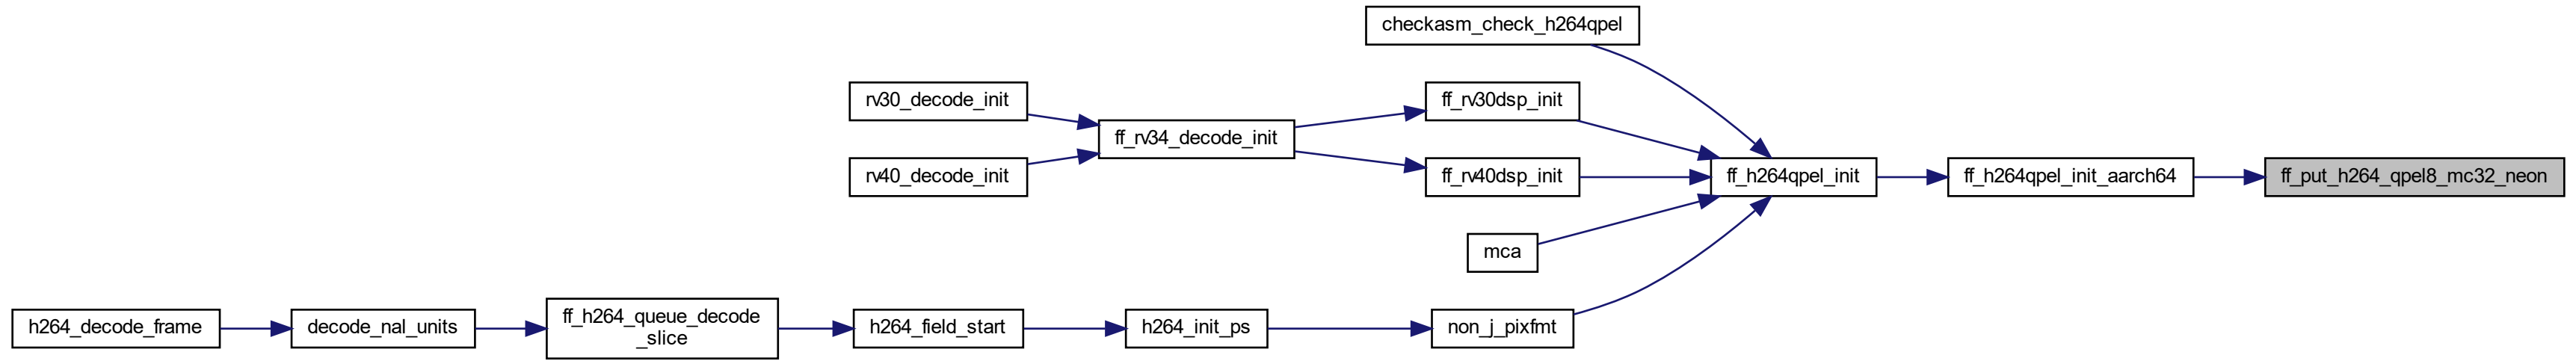 checkasm_check_h264qpel
rv30_decode_init
ff_rv30dsp_init
ff_rv34_decode_init
rv40_decode_init
ff_rv40dsp_init
ff_h264qpel_init
ff_h264qpel_init_aarch64
ff_put_h264_qpel8_mc32_neon
mca
h264_decode_frame
decode_nal_units
ff_h264_queue_decode
_slice
h264_field_start
h264_init_ps
non_j_pixfmt